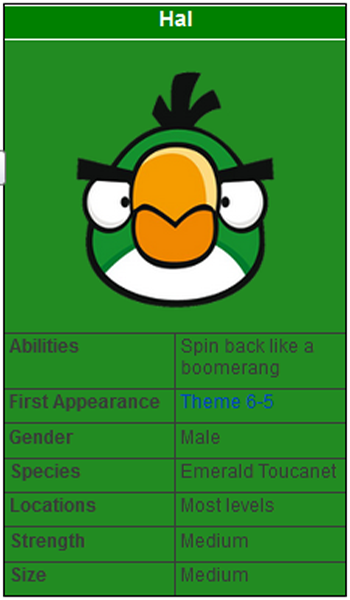 Hal
Abilities Spin back like a
boomerang
First Appearance Theme 6-5
Gender Male
Species Emerald Toucanet
Locations Most levels
Strength Medium
Size Medium